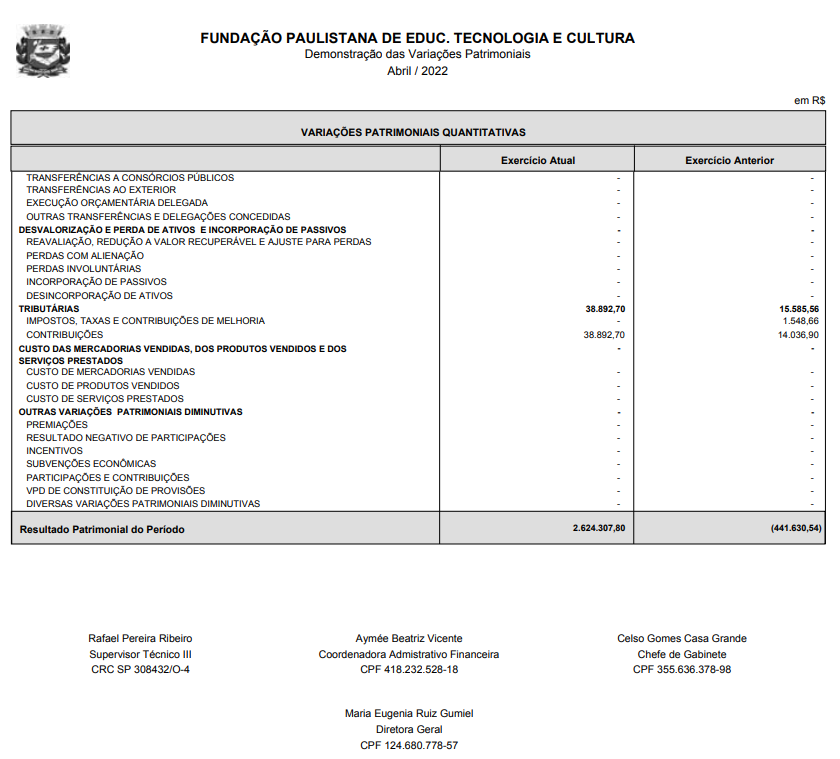 FUNDAÇÃO PAULISTANA DE EDUC. TECNOLOGIA E CULTURA
Demonstração das Variações Patrimoniais
Abril / 2022
em R$
VARIAÇÕES PATRIMONIAIS QUANTITATIVAS
Exercício Atual Exercício Anterior
TRANSFERÊNCIAS A CONSÓRCIOS PÚBLICOS - -
TRANSFERÊNCIAS AO EXTERIOR - -
EXECUÇÃO ORÇAMENTÁRIA DELEGADA - -
OUTRAS TRANSFERÊNCIAS E DELEGAÇÕES CONCEDIDAS - -
DESVALORIZAÇÃO E PERDA DE ATIVOS E INCORPORAÇÃO DE PASSIVOS - -
REAVALIAÇÃO, REDUÇÃO A VALOR RECUPERÁVEL E AJUSTE PARA PERDAS - -
PERDAS COM ALIENAÇÃO - -
PERDAS INVOLUNTÁRIAS - -
INCORPORAÇÃO DE PASSIVOS - -
DESINCORPORAÇÃO DE ATIVOS - -
TRIBUTÁRIAS 38.892,70 15.585,56
IMPOSTOS, TAXAS E CONTRIBUIÇÕES DE MELHORIA - 1.548,66
CONTRIBUIÇÕES 38.892,70 14.036,90
CUSTO DAS MERCADORIAS VENDIDAS, DOS PRODUTOS VENDIDOS E DOS - -
SERVIÇOS PRESTADOS
CUSTO DE MERCADORIAS VENDIDAS - -
CUSTO DE PRODUTOS VENDIDOS - -
CUSTO DE SERVIÇOS PRESTADOS - -
OUTRAS VARIAÇÕES PATRIMONIAIS DIMINUTIVAS - -
PREMIAÇÕES - -
RESULTADO NEGATIVO DE PARTICIPAÇÕES - -
INCENTIVOS - -
SUBVENÇÕES ECONÔMICAS - -
PARTICIPAÇÕES E CONTRIBUIÇÕES - -
VPD DE CONSTITUIÇÃO DE PROVISÕES - -
DIVERSAS VARIAÇÕES PATRIMONIAIS DIMINUTIVAS - -
Resultado Patrimonial do Período 2.624.307,80 (441.630,54)
Rafael Pereira Ribeiro Aymée Beatriz Vicente Celso Gomes Casa Grande
Supervisor Técnico III Coordenadora Admistrativo Financeira Chefe de Gabinete
CRC SP 308432/O-4 CPF 418.232.528-18 CPF 355.636.378-98
Maria Eugenia Ruiz Gumiel
Diretora Geral
CPF 124.680.778-57